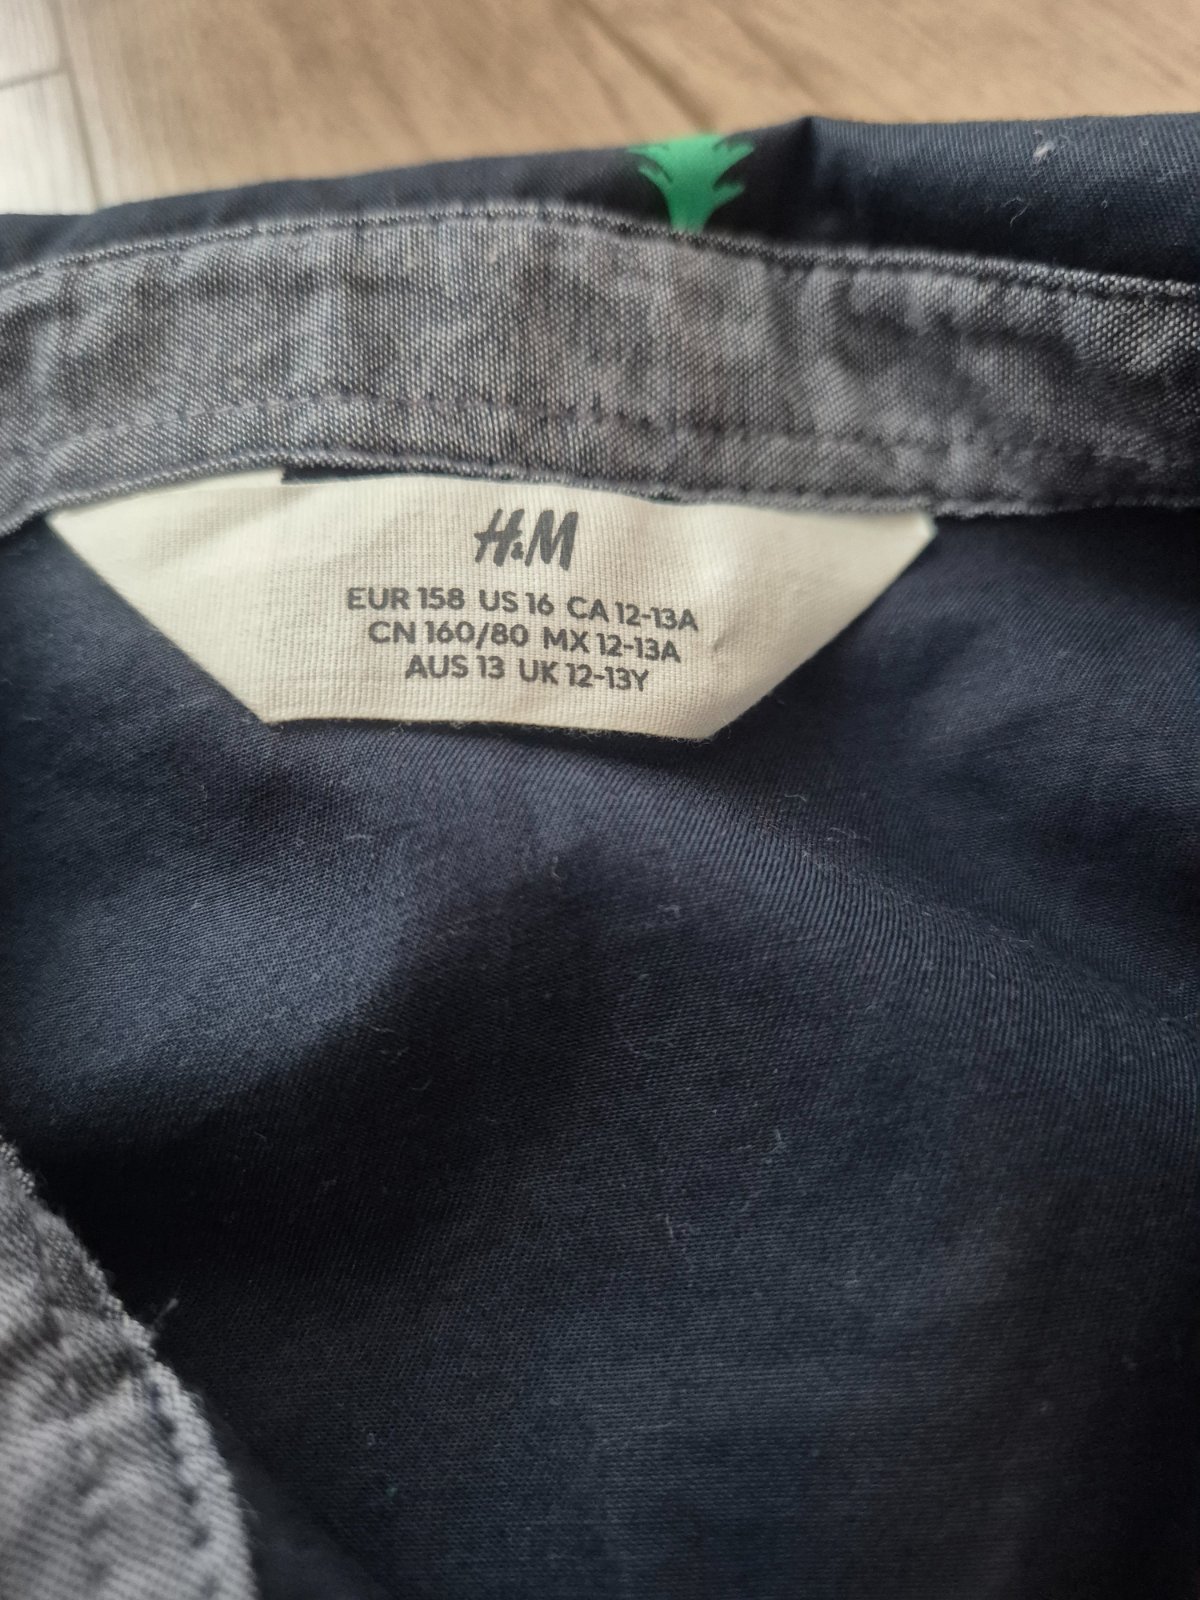 H&M
EUR 158 US 16 CA 12-13A
CN 160/80 MX 12-13A
AUS 13 UK 12-13Y